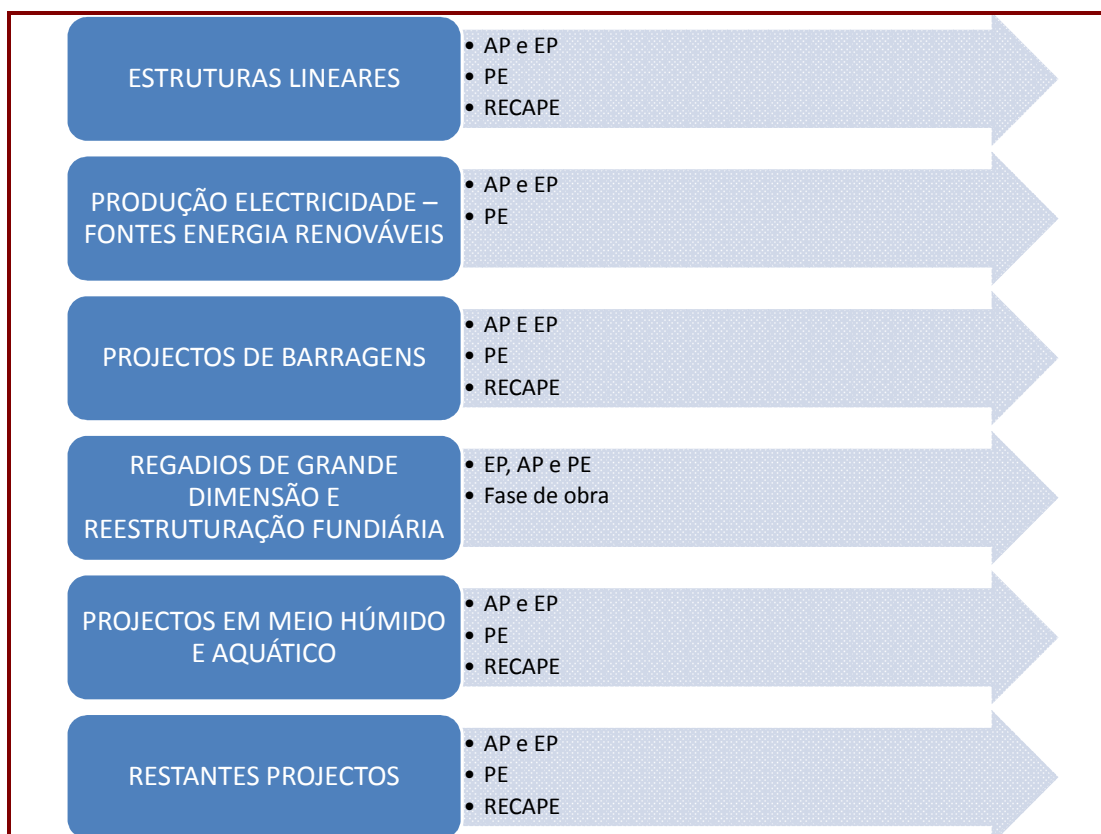 ESTRUTURAS LINEARES
• AP e EP
• PE
• RECAPE
PRODUÇÃO ELECTRICIDADE –
FONTES ENERGIA RENOVÁVEIS
• AP e EP
• PE
PROJECTOS DE BARRAGENS
• AP E EP
• PE
• RECAPE
REGADIOS DE GRANDE
DIMENSÃO E
REESTRUTURAÇÃO FUNDIÁRIA
• EP, AP e PE
• Fase de obra
PROJECTOS EM MEIO HÚMIDO
E AQUÁTICO
• AP e EP
• PE
• RECAPE
RESTANTES PROJECTOS
• AP e EP
• PE
• RECAPE